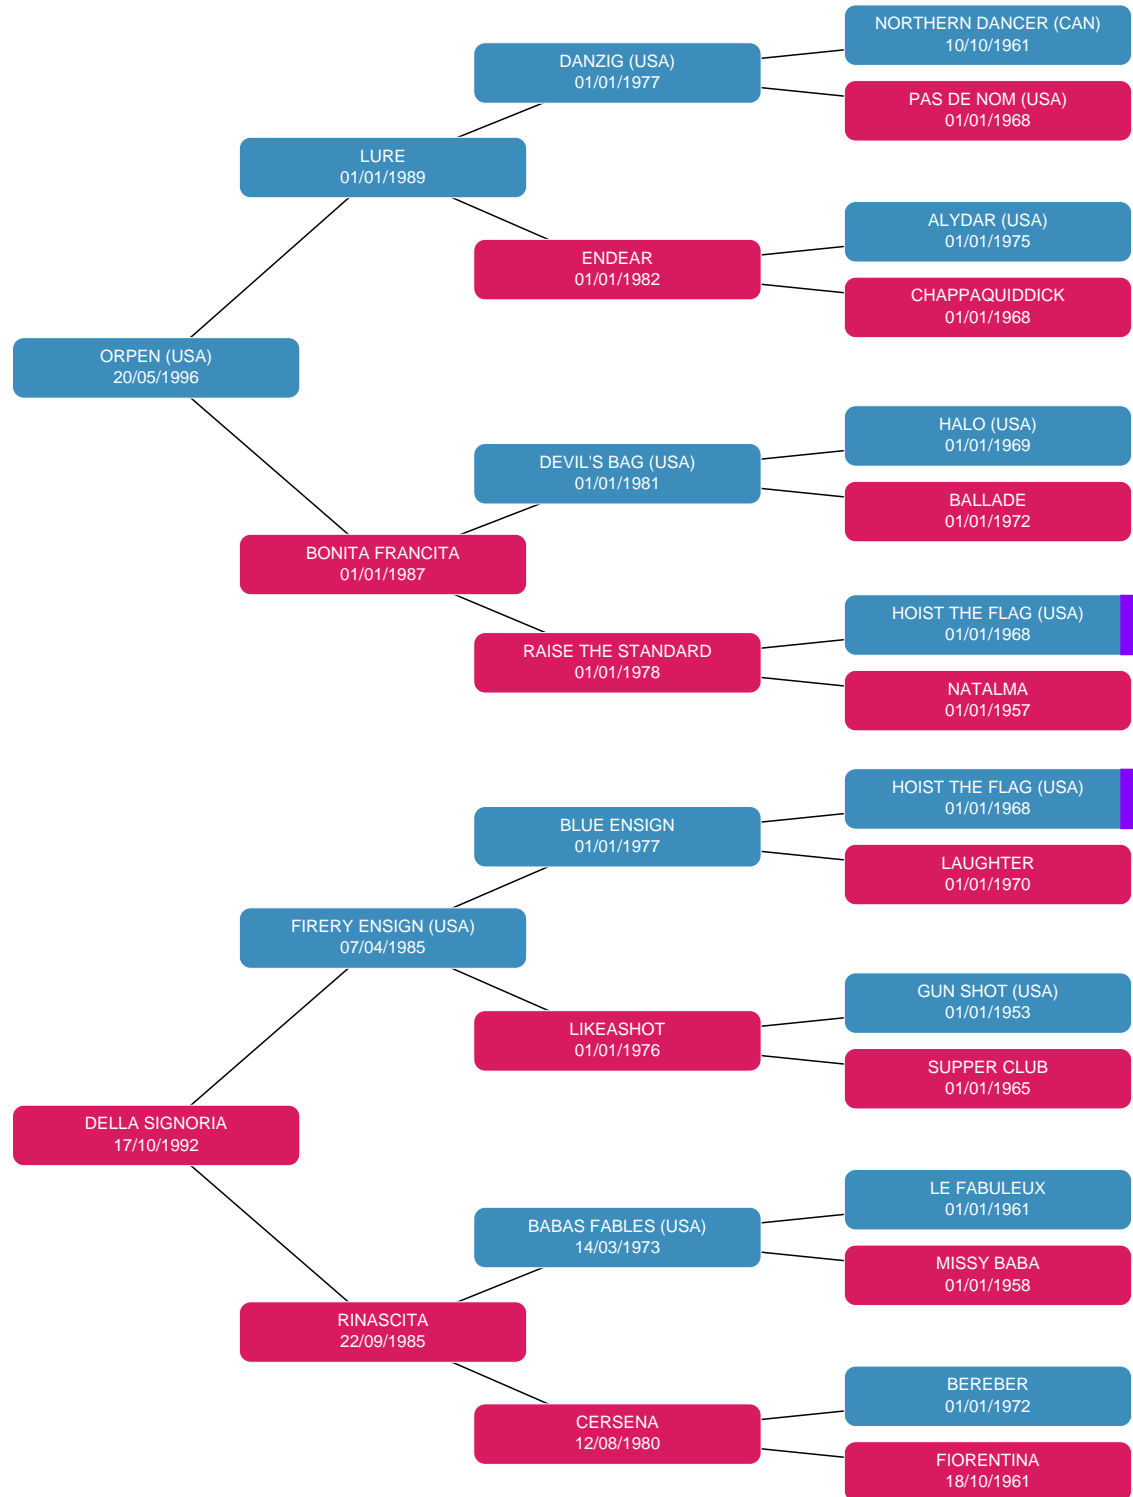 NORTHERN DANCER (CAN)
10/10/1961
DANZIG (USA)
01/01/1977
PAS DE NOM (USA)
01/01/1968
LURE
01/01/1989
ALYDAR (USA)
01/01/1975
ENDEAR
01/01/1982
CHAPPAQUIDDICK
01/01/1968
ORPEN (USA)
20/05/1996
HALO (USA)
01/01/1969
DEVIL'S BAG (USA)
01/01/1981
BALLADE
01/01/1972
BONITA FRANCITA
01/01/1987
HOIST THE FLAG (USA)
01/01/1968
RAISE THE STANDARD
01/01/1978
NATALMA
01/01/1957
HOIST THE FLAG (USA)
01/01/1968
BLUE ENSIGN
01/01/1977
LAUGHTER
01/01/1970
FIRERY ENSIGN (USA)
07/04/1985
GUN SHOT (USA)
01/01/1953
LIKEASHOT
01/01/1976
SUPPER CLUB
01/01/1965
DELLA SIGNORIA
17/10/1992
LE FABULEUX
01/01/1961
BABAS FABLES (USA)
14/03/1973
MISSY BABA
01/01/1958
RINASCITA
22/09/1985
BEREBER
01/01/1972
CERSENA
12/08/1980
FIORENTINA
18/10/1961